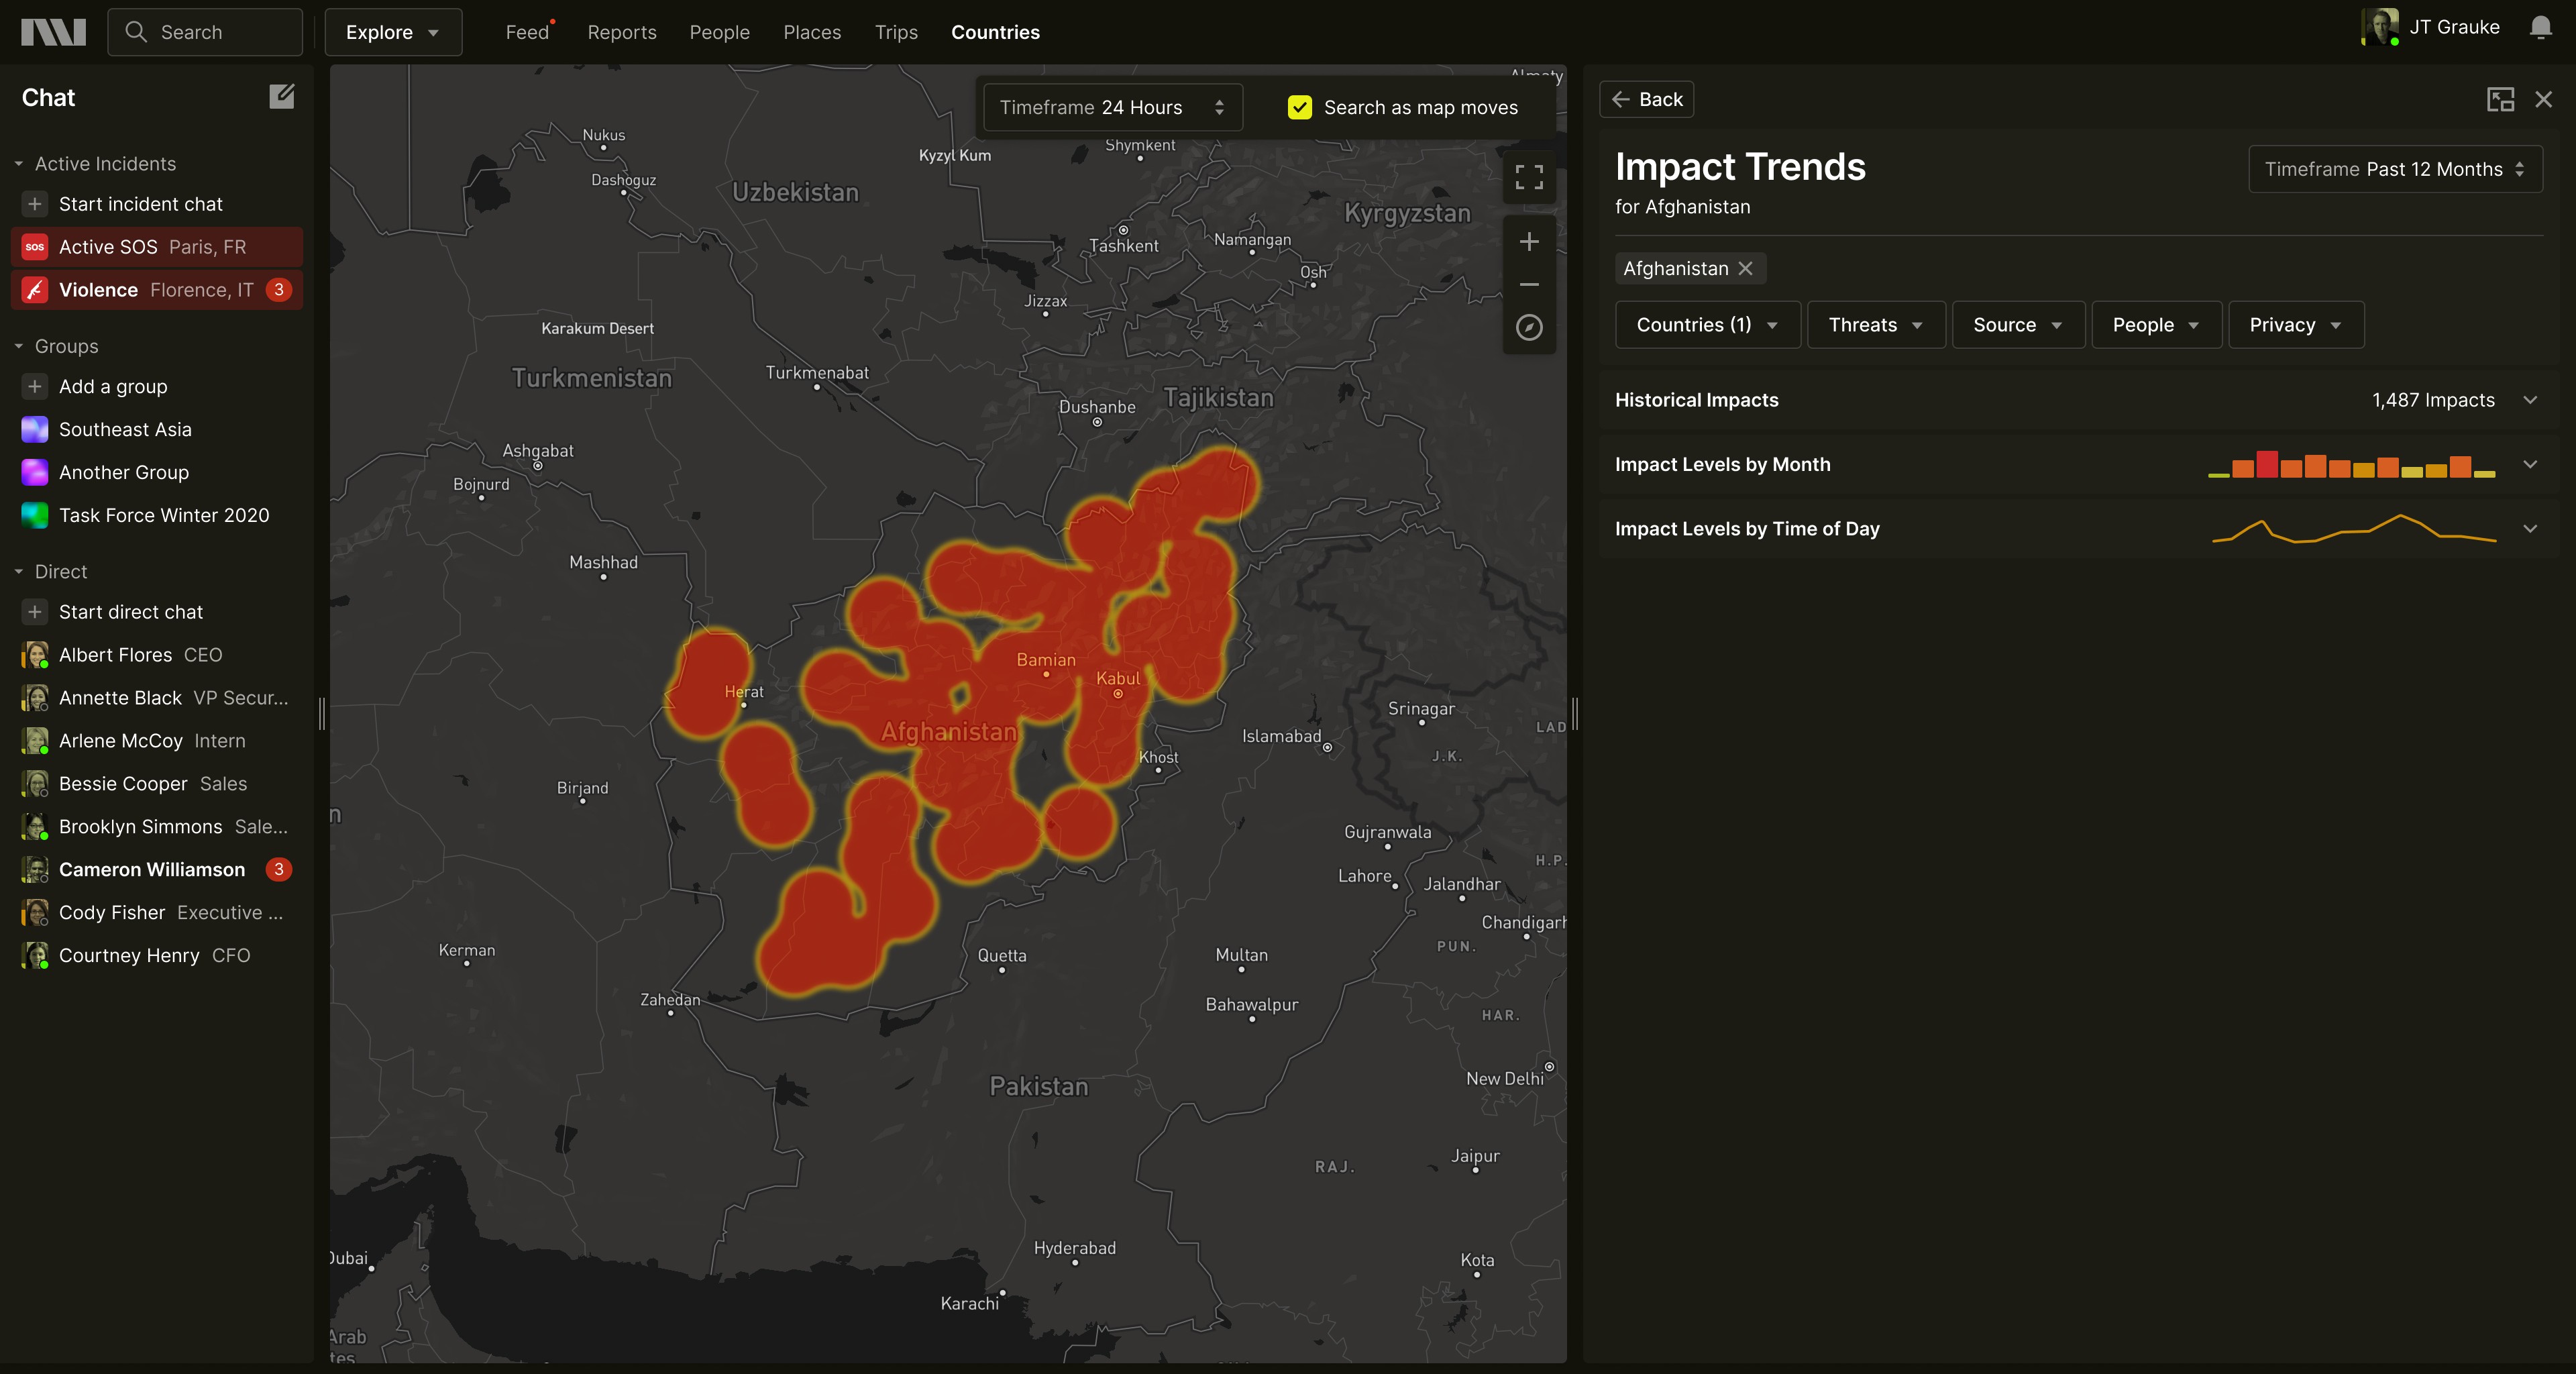 Search
Explore
Feed
Reports
People
Places
Trips
Countries
JT Grauke
Chat
Active Incidents
Start incident chat
SOS Active SOS Paris, FR
Violence Florence, IT 3
Groups
Add a group
Southeast Asia
Another Group
Task Force Winter 2020
Direct
Start direct chat
Albert Flores CEO
Annette Black VP Secur...
Arlene McCoy Intern
Bessie Cooper Sales
Brooklyn Simmons Sale...
Cameron Williamson 3
Cody Fisher Executive ...
Courtney Henry CFO
Timeframe 24 Hours
Search as map moves
Almaty
Nukus
Kyzyl Kum
Shymkent
Dashoguz
Uzbekistan
Kyrgyzstan
Tashkent
Namangan
Osh
Jizzax
Karakum Desert
Turkmenistan
Turkmenabat
Tajikistan
Dushanbe
Ashgabat
Bojnurd
Mashhad
Bamian
Kabul
Herat
Srinagar
LAD
Afghanistan
Islamabad
J.K.
Khost
Birjand
n
Gujranwala
H.P.
Lahore
Jalandhar
Chandigarh
PUN.
Kerman
Quetta
Multan
Zahedan
Bahawalpur
HAR.
New Delhi
Pakistan
Jaipur
RAJ.
Hyderabad
Dubai
Kota
Karachi
Arab
tes
Back
Impact Trends
Timeframe Past 12 Months
for Afghanistan
Afghanistan
Countries (1)
Threats
Source
People
Privacy
Historical Impacts 1,487 Impacts
Impact Levels by Month
Impact Levels by Time of Day